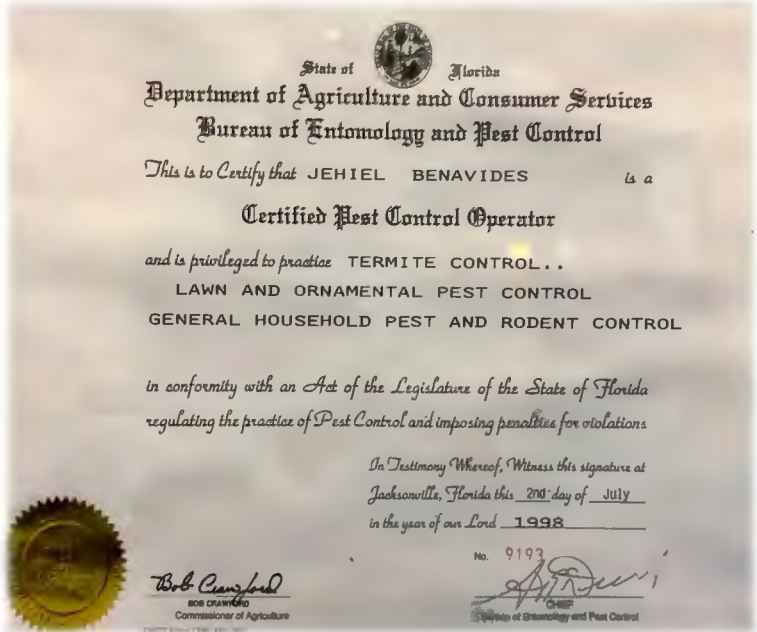 State of Florida
Department of Agriculture and Consumer Services
Bureau of Entomology and Pest Control
This is to Certify that JEHIEL BENAVIDES is a
Certified Pest Control Operator
and is privileged to practice TERMITE CONTROL..
LAWN AND ORNAMENTAL PEST CONTROL
GENERAL HOUSEHOLD PEST AND RODENT CONTROL
in conformity with an Act of the Legislature of the State of Florida
regulating the practice of Pest Control and imposing penalties for violations
In Testimony Whereof, Witness this signature at
Jacksonville, Florida this 2nd day of July
in the year of our Lord 1998
No. 9193
Bob Crawford
BOB CRAWFORD
Commissioner of Agriculture
CHIEF
of Entomology and Pest Control